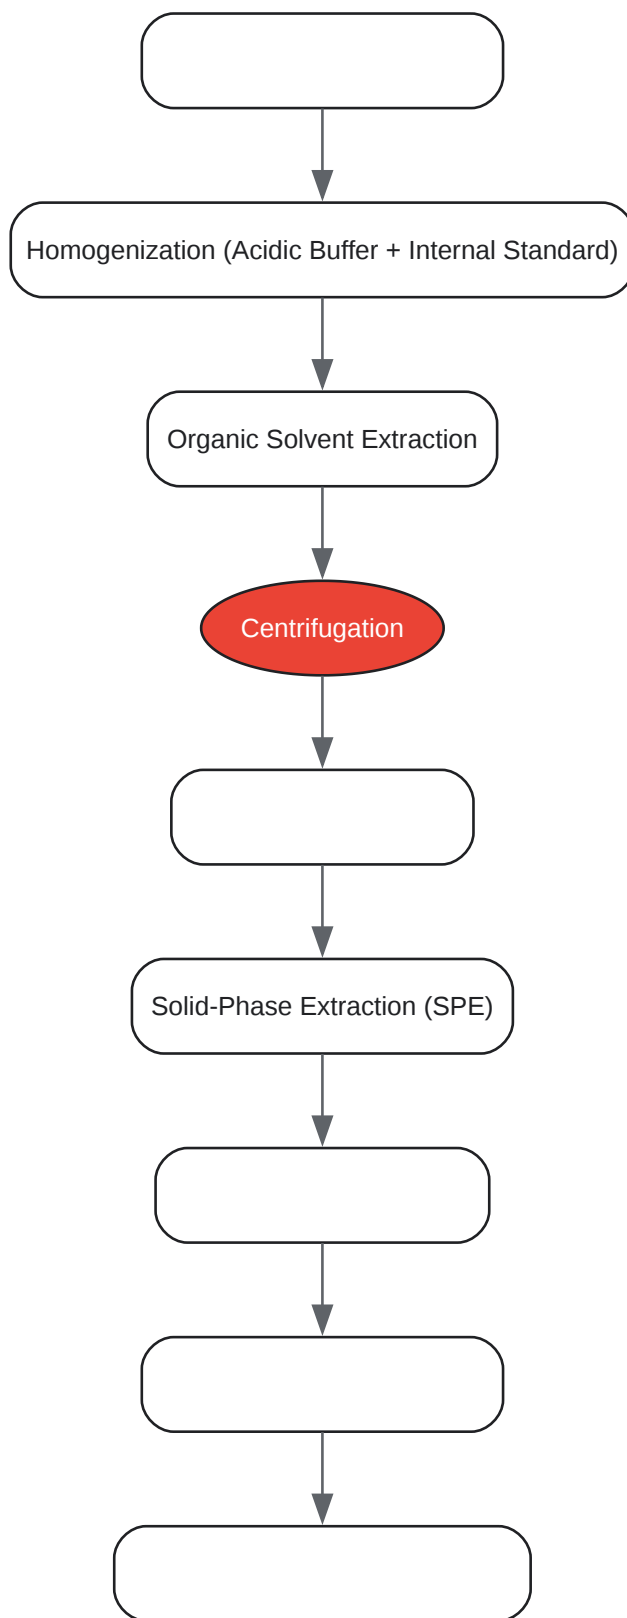 Homogenization (Acidic Buffer + Internal Standard)
Organic Solvent Extraction
Centrifugation
Solid-Phase Extraction (SPE)